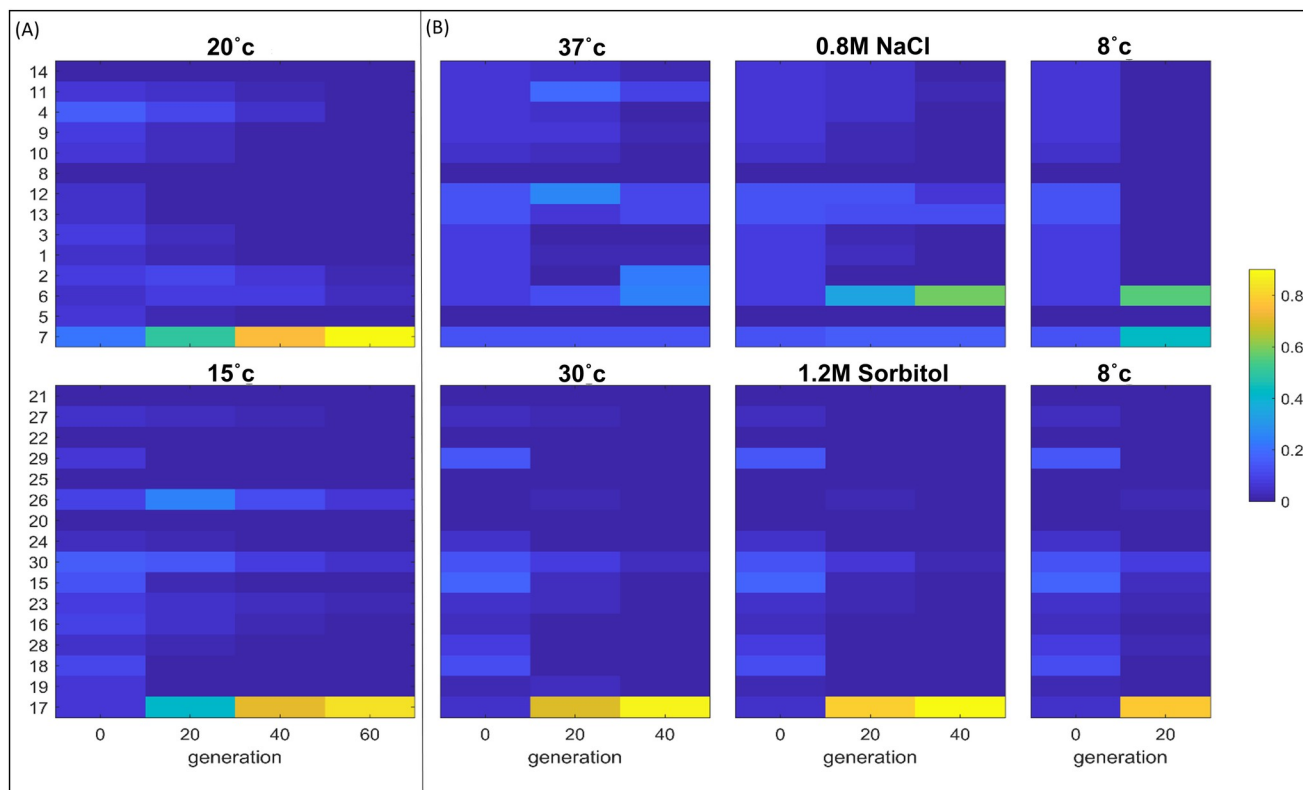 (A)
(B)
20˚c
37˚c
0.8M NaCl
8˚c
14
11
4
9
10
8
12
13
3
1
2
6
5
7
0.8
0.6
0.4
0.2
0
15˚c
30˚c
1.2M Sorbitol
8˚c
21
27
22
29
25
26
20
24
30
15
23
16
28
18
19
17
0 20 40 60
0 20 40
0 20 40
0 20
generation
generation
generation
generation